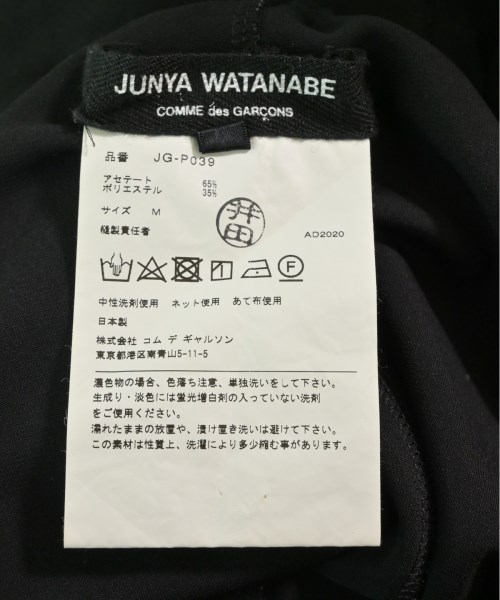 JUNYA WATANABE
COMME des GARÇONS
品番 JG-P039
アセテート 65%
ポリエステル 35%
サイズ M
縫製責任者
井田
AD2020
F
中性洗剤使用 ネット使用 あて布使用
日本製
株式会社 コム デ ギャルソン
東京都港区南青山5-11-5
濃色物の場合、色落ち注意、単独洗いをして下さい。
生成り・淡色には蛍光増白剤の入っていない洗剤
をご使用ください。
濡れたままの放置や、漬け置き洗いは避けて下さい。
この素材は性質上、洗濯により多少縮む事が有ります。